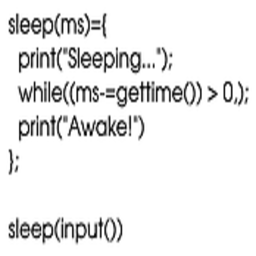 sleep(ms)={
print("Sleeping...");
while((ms-=gettime()) > 0,);
print("Awake!")
};
sleep(input())